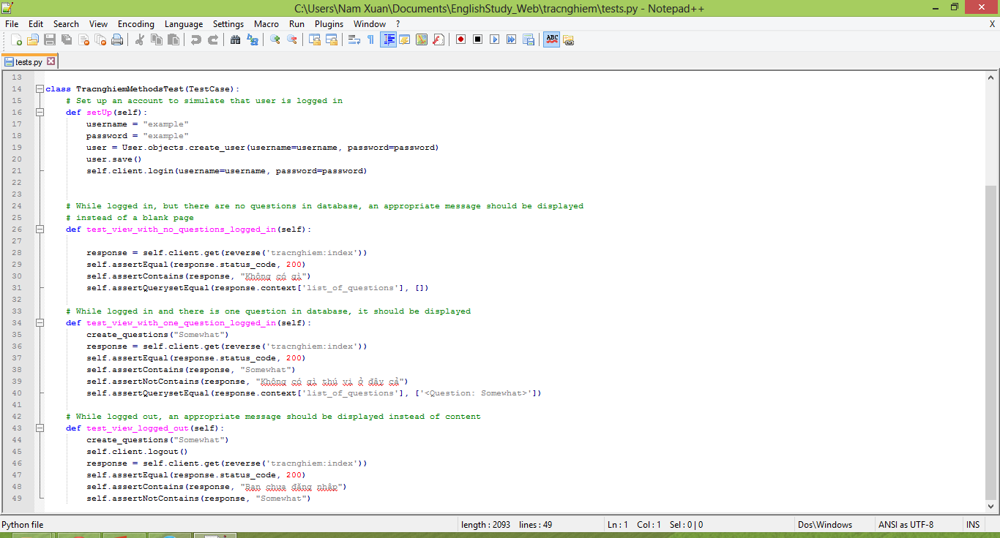 C:\Users\Nam Xuan\Documents\EnglishStudy_Web\tracnghiem\tests.py - Notepad++
File Edit Search View Encoding Language Settings Macro Run Plugins Window ? X
tests.py
13
14 class TracnghiemMethodsTest(TestCase):
15 # Set up an account to simulate that user is logged in
16 def setUp(self):
17 username = "example"
18 password = "example"
19 user = User.objects.create_user(username=username, password=password)
20 user.save()
21 self.client.login(username=username, password=password)
22
23
24 # While logged in, but there are no questions in database, an appropriate message should be displayed
25 # instead of a blank page
26 def test_view_with_no_questions_logged_in(self):
27
28 response = self.client.get(reverse('tracnghiem:index'))
29 self.assertEqual(response.status_code, 200)
30 self.assertContains(response, "Không có gì")
31 self.assertQuerysetEqual(response.context['list_of_questions'], [])
32
33 # While logged in and there is one question in database, it should be displayed
34 def test_view_with_one_question_logged_in(self):
35 create_questions("Somewhat")
36 response = self.client.get(reverse('tracnghiem:index'))
37 self.assertEqual(response.status_code, 200)
38 self.assertContains(response, "Somewhat")
39 self.assertNotContains(response, "Không có gì thú vị ở đây cả")
40 self.assertQuerysetEqual(response.context['list_of_questions'], ['<Question: Somewhat>'])
41
42 # While logged out, an appropriate message should be displayed instead of content
43 def test_view_logged_out(self):
44 create_questions("Somewhat")
45 self.client.logout()
46 response = self.client.get(reverse('tracnghiem:index'))
47 self.assertEqual(response.status_code, 200)
48 self.assertContains(response, "Bạn chưa đăng nhập")
49 self.assertNotContains(response, "Somewhat")
Python file length : 2093 lines : 49 Ln : 1 Col : 1 Sel : 0 | 0 Dos\Windows ANSI as UTF-8 INS